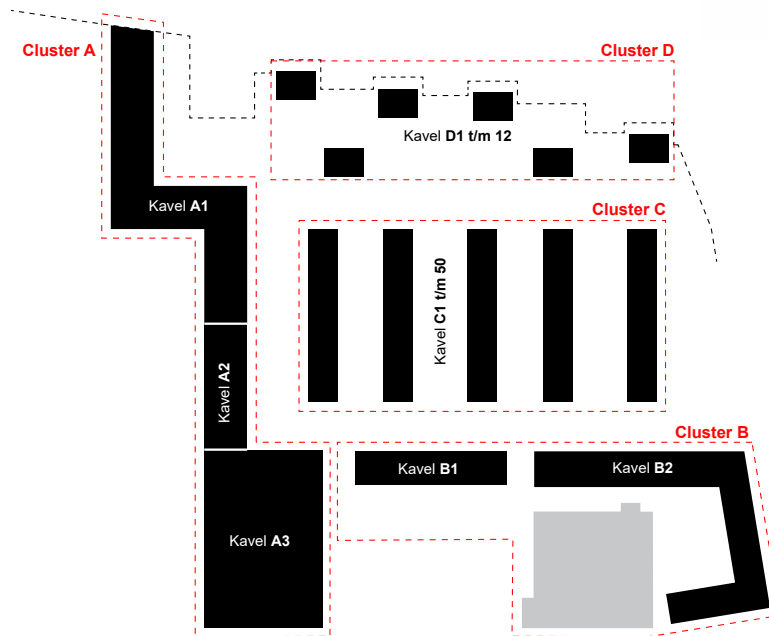 Cluster A
Cluster D
Kavel D1 t/m 12
Kavel A1
Cluster C
Kavel C1 t/m 50
Kavel A2
Cluster B
Kavel B1
Kavel B2
Kavel A3